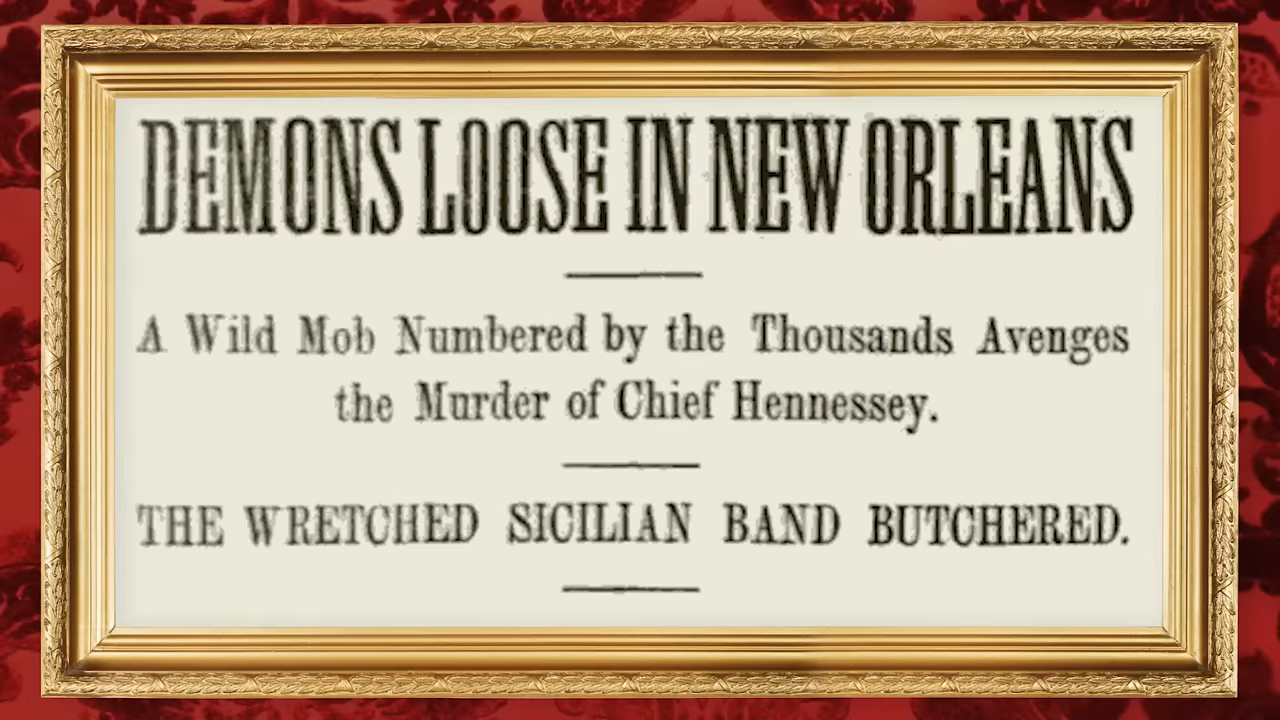 DEMONS LOOSE IN NEW ORLEANS
A Wild Mob Numbered by the Thousands Avenges
the Murder of Chief Hennessey.
THE WRETCHED SICILIAN BAND BUTCHERED.